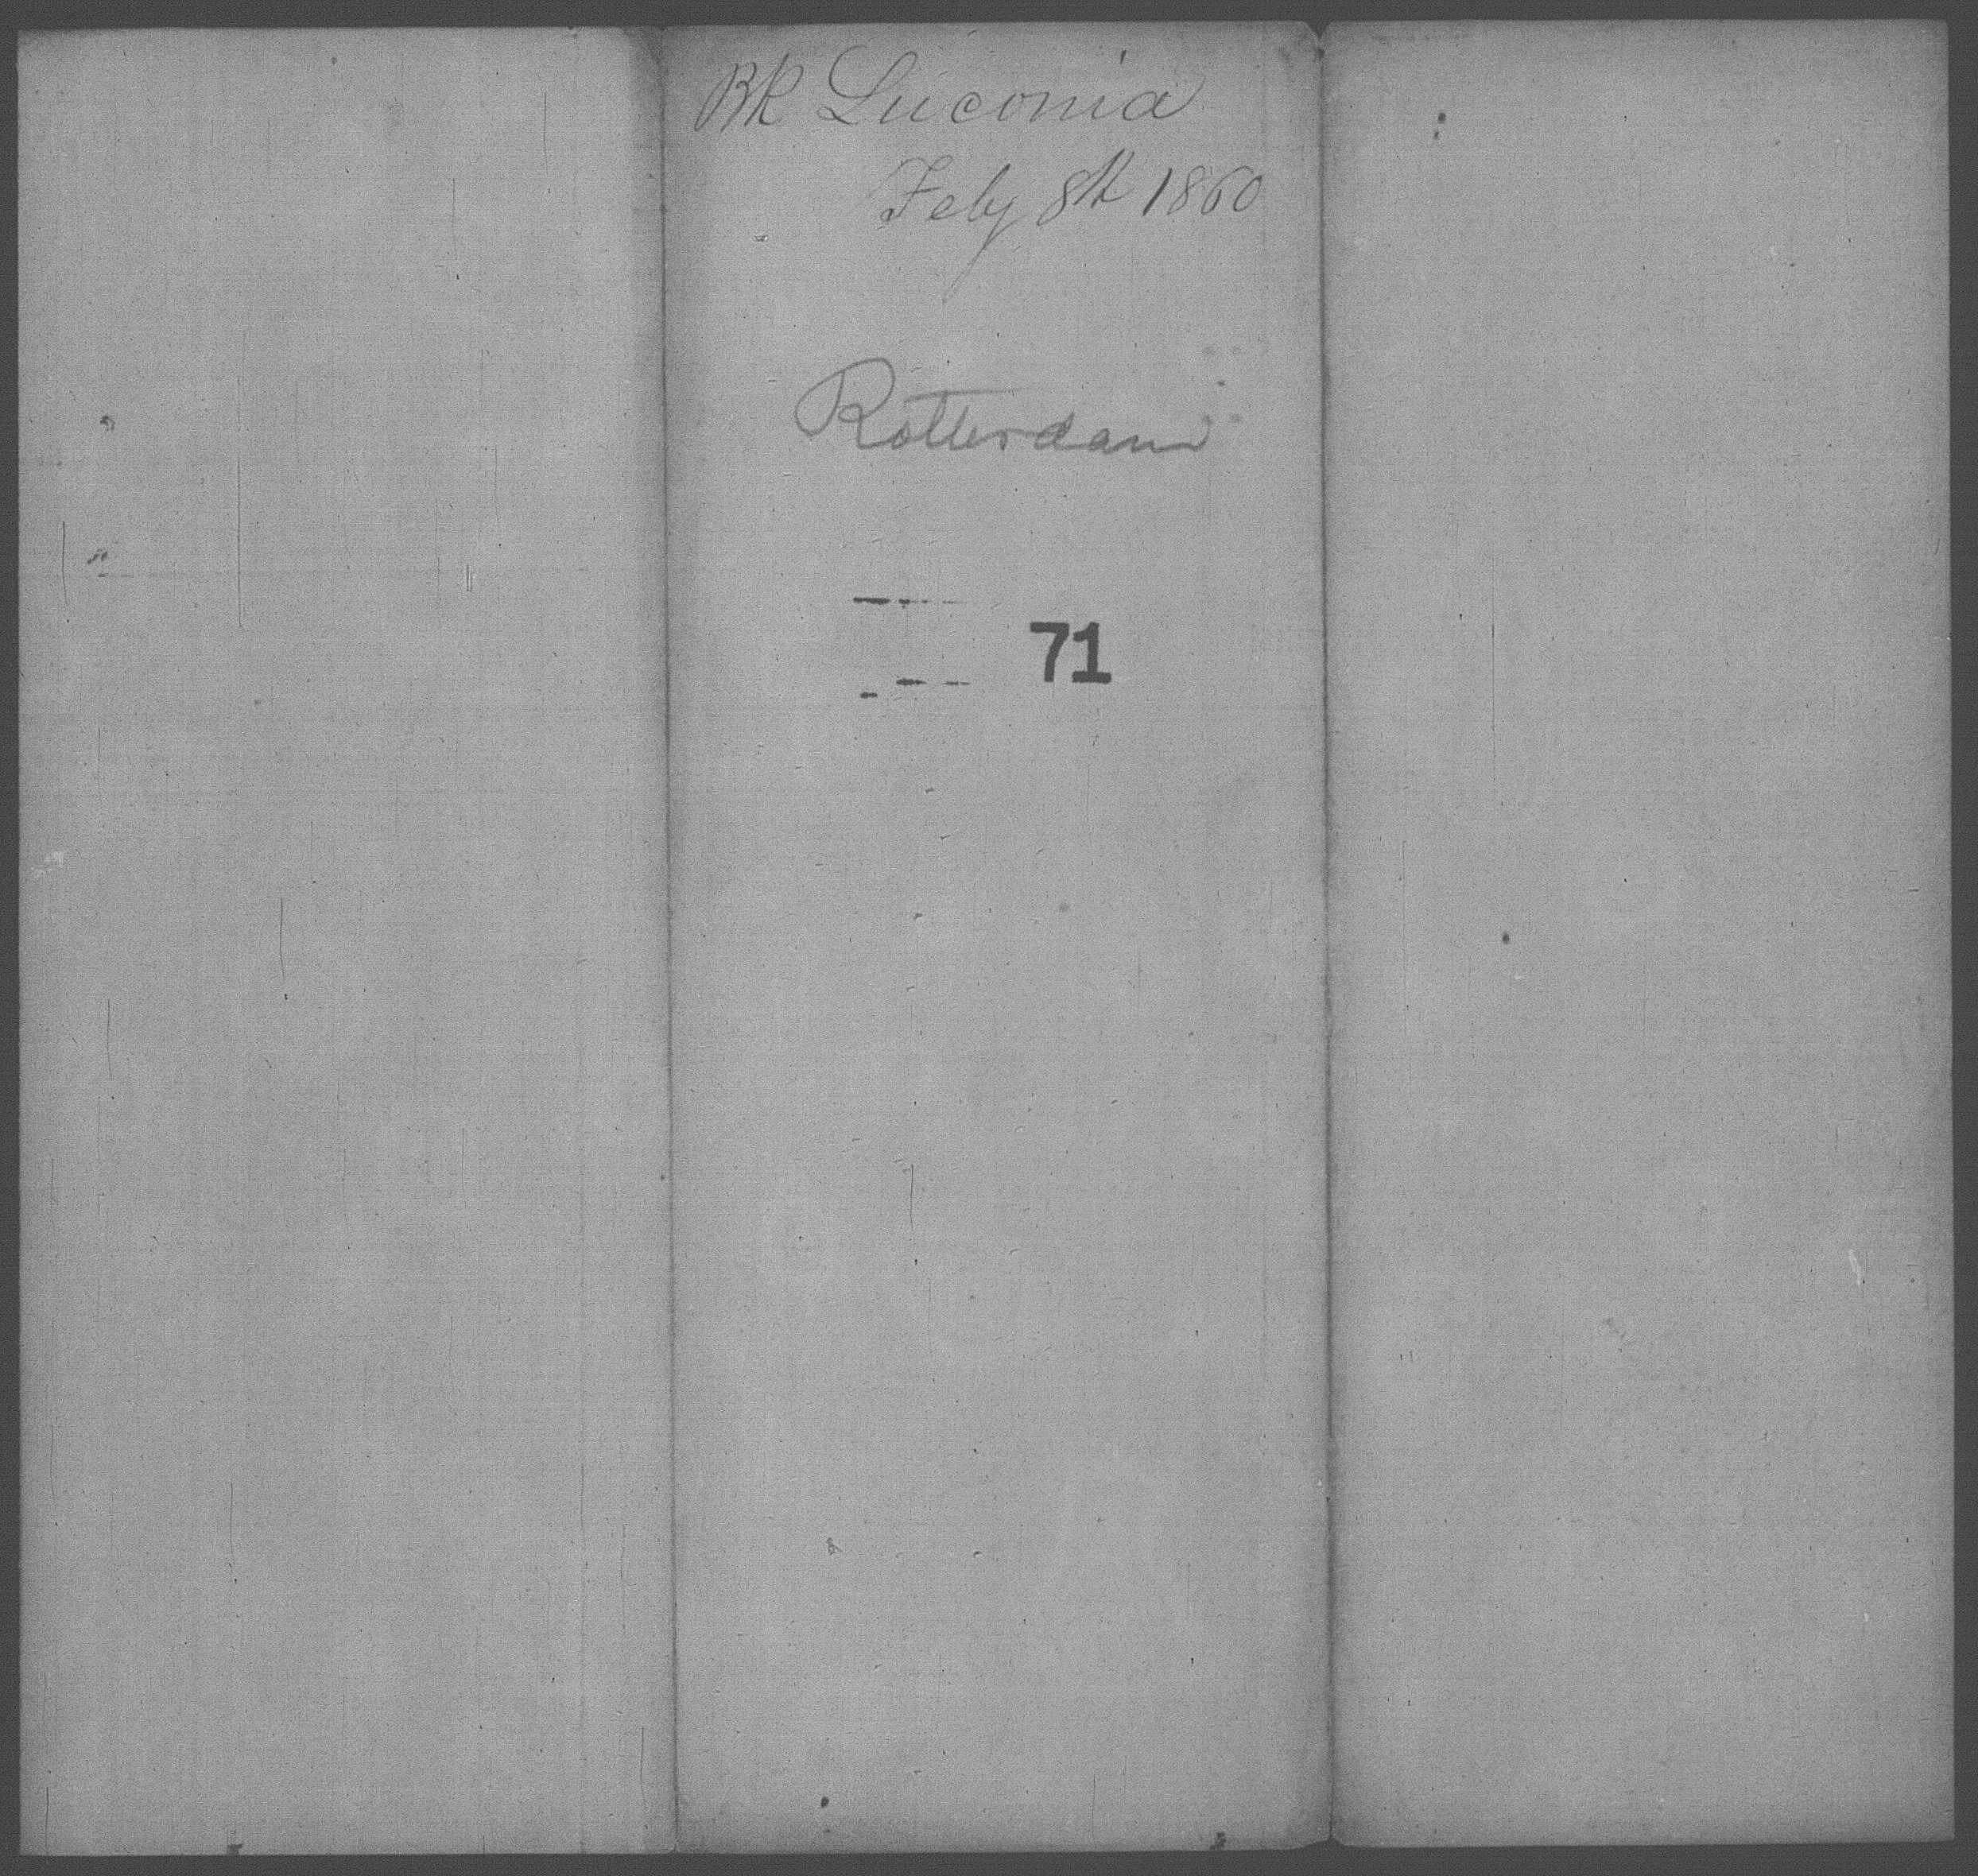 Bk Luconia
Feby 8th 1860
Rotterdam
71